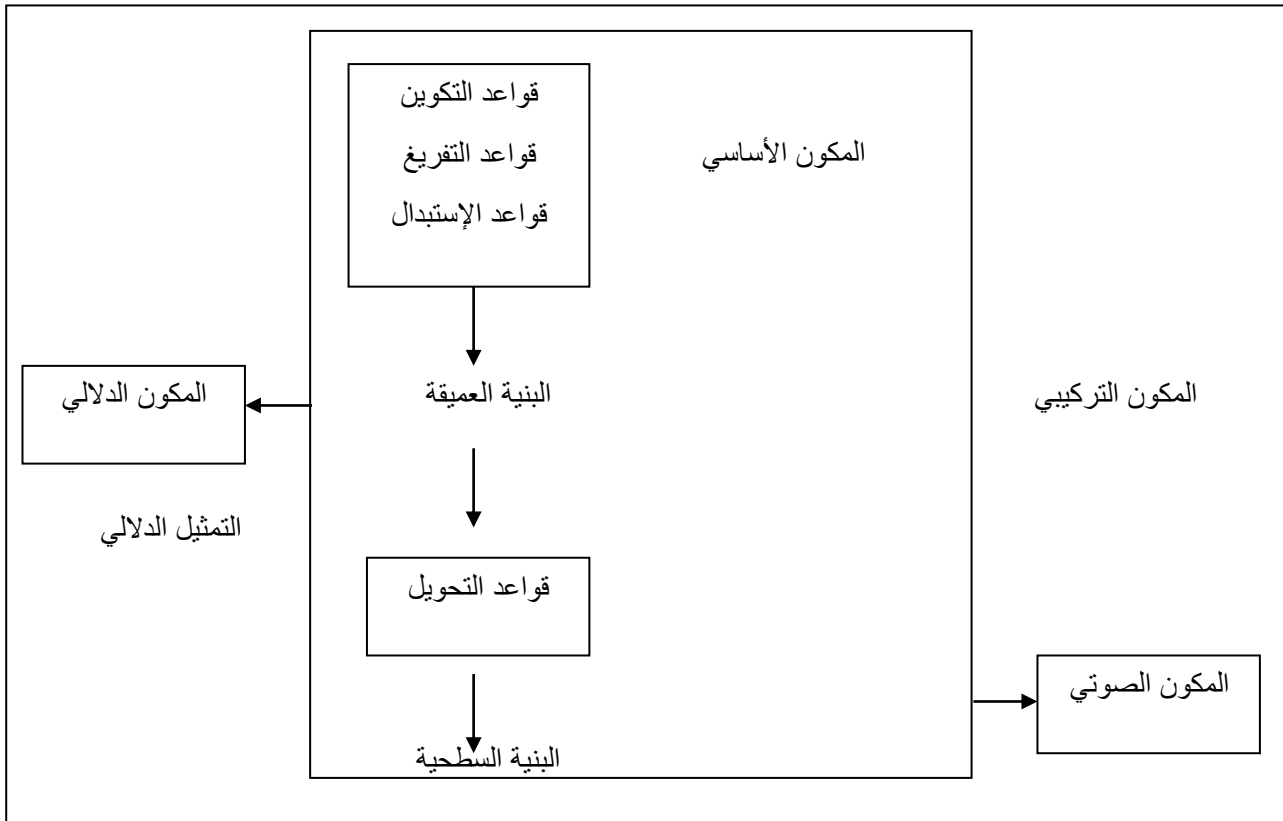 قواعد التكوين
قواعد التفريغ
قواعد الإستبدال
المكون الأساسي
المكون الدلالي
البنية العميقة
المكون التركيبي
التمثيل الدلالي
قواعد التحويل
المكون الصوتي
البنية السطحية